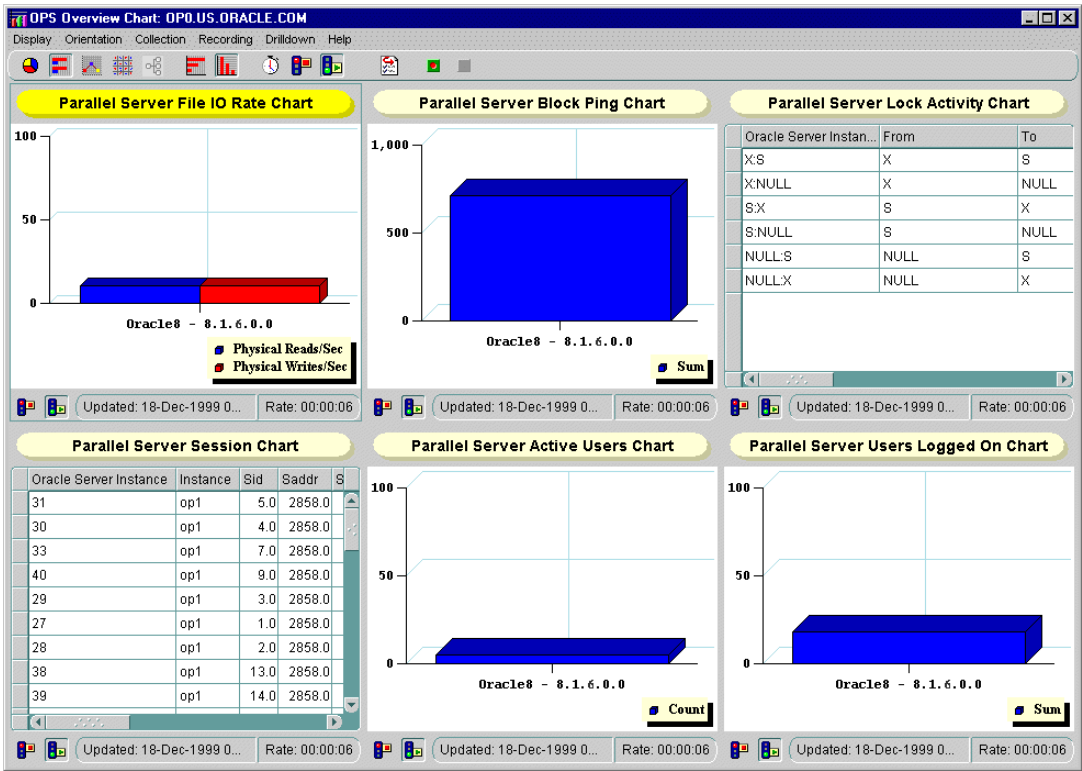 OPS Overview Chart: OP0.US.ORACLE.COM
Display Orientation Collection Recording Drilldown Help
Parallel Server File IO Rate Chart
100
50
0
Oracle8 - 8.1.6.0.0
Physical Reads/Sec
Physical Writes/Sec
Updated: 18-Dec-1999 0... Rate: 00:00:06
Parallel Server Block Ping Chart
1,000
500
0
Oracle8 - 8.1.6.0.0
Sum
Updated: 18-Dec-1999 0... Rate: 00:00:06
Parallel Server Lock Activity Chart
Oracle Server Instan... From To
X:S X S
X:NULL X NULL
S:X S X
S:NULL S NULL
NULL:S NULL S
NULL:X NULL X
Updated: 18-Dec-1999 0... Rate: 00:00:06
Parallel Server Session Chart
Oracle Server Instance Instance Sid Saddr S
31 op1 5.0 2858.0
30 op1 4.0 2858.0
33 op1 7.0 2858.0
40 op1 9.0 2858.0
29 op1 3.0 2858.0
27 op1 1.0 2858.0
28 op1 2.0 2858.0
38 op1 13.0 2858.0
39 op1 14.0 2858.0
Updated: 18-Dec-1999 0... Rate: 00:00:06
Parallel Server Active Users Chart
100
50
0
Oracle8 - 8.1.6.0.0
Count
Updated: 18-Dec-1999 0... Rate: 00:00:06
Parallel Server Users Logged On Chart
100
50
0
Oracle8 - 8.1.6.0.0
Sum
Updated: 18-Dec-1999 0... Rate: 00:00:06